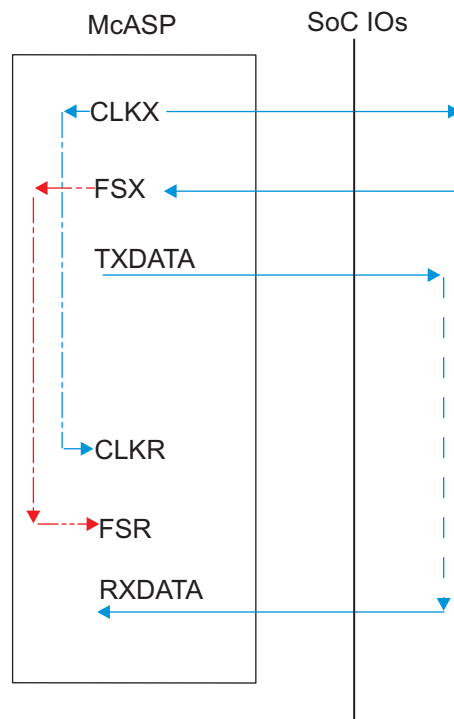 McASP
SoC IOs
CLKX
FSX
TXDATA
CLKR
FSR
RXDATA